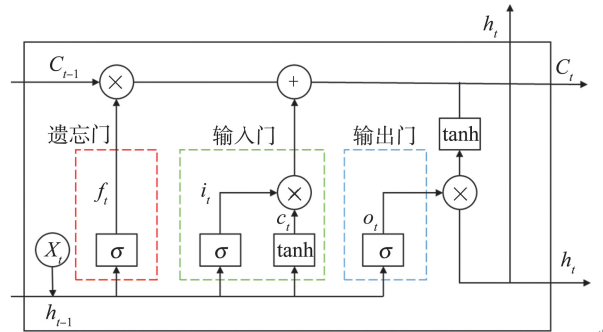 h_t
C_{t-1} × + C_t
遗忘门 输入门 输出门 tanh
f_t i_t × c_t o_t ×
X_t σ σ tanh σ h_t
h_{t-1}